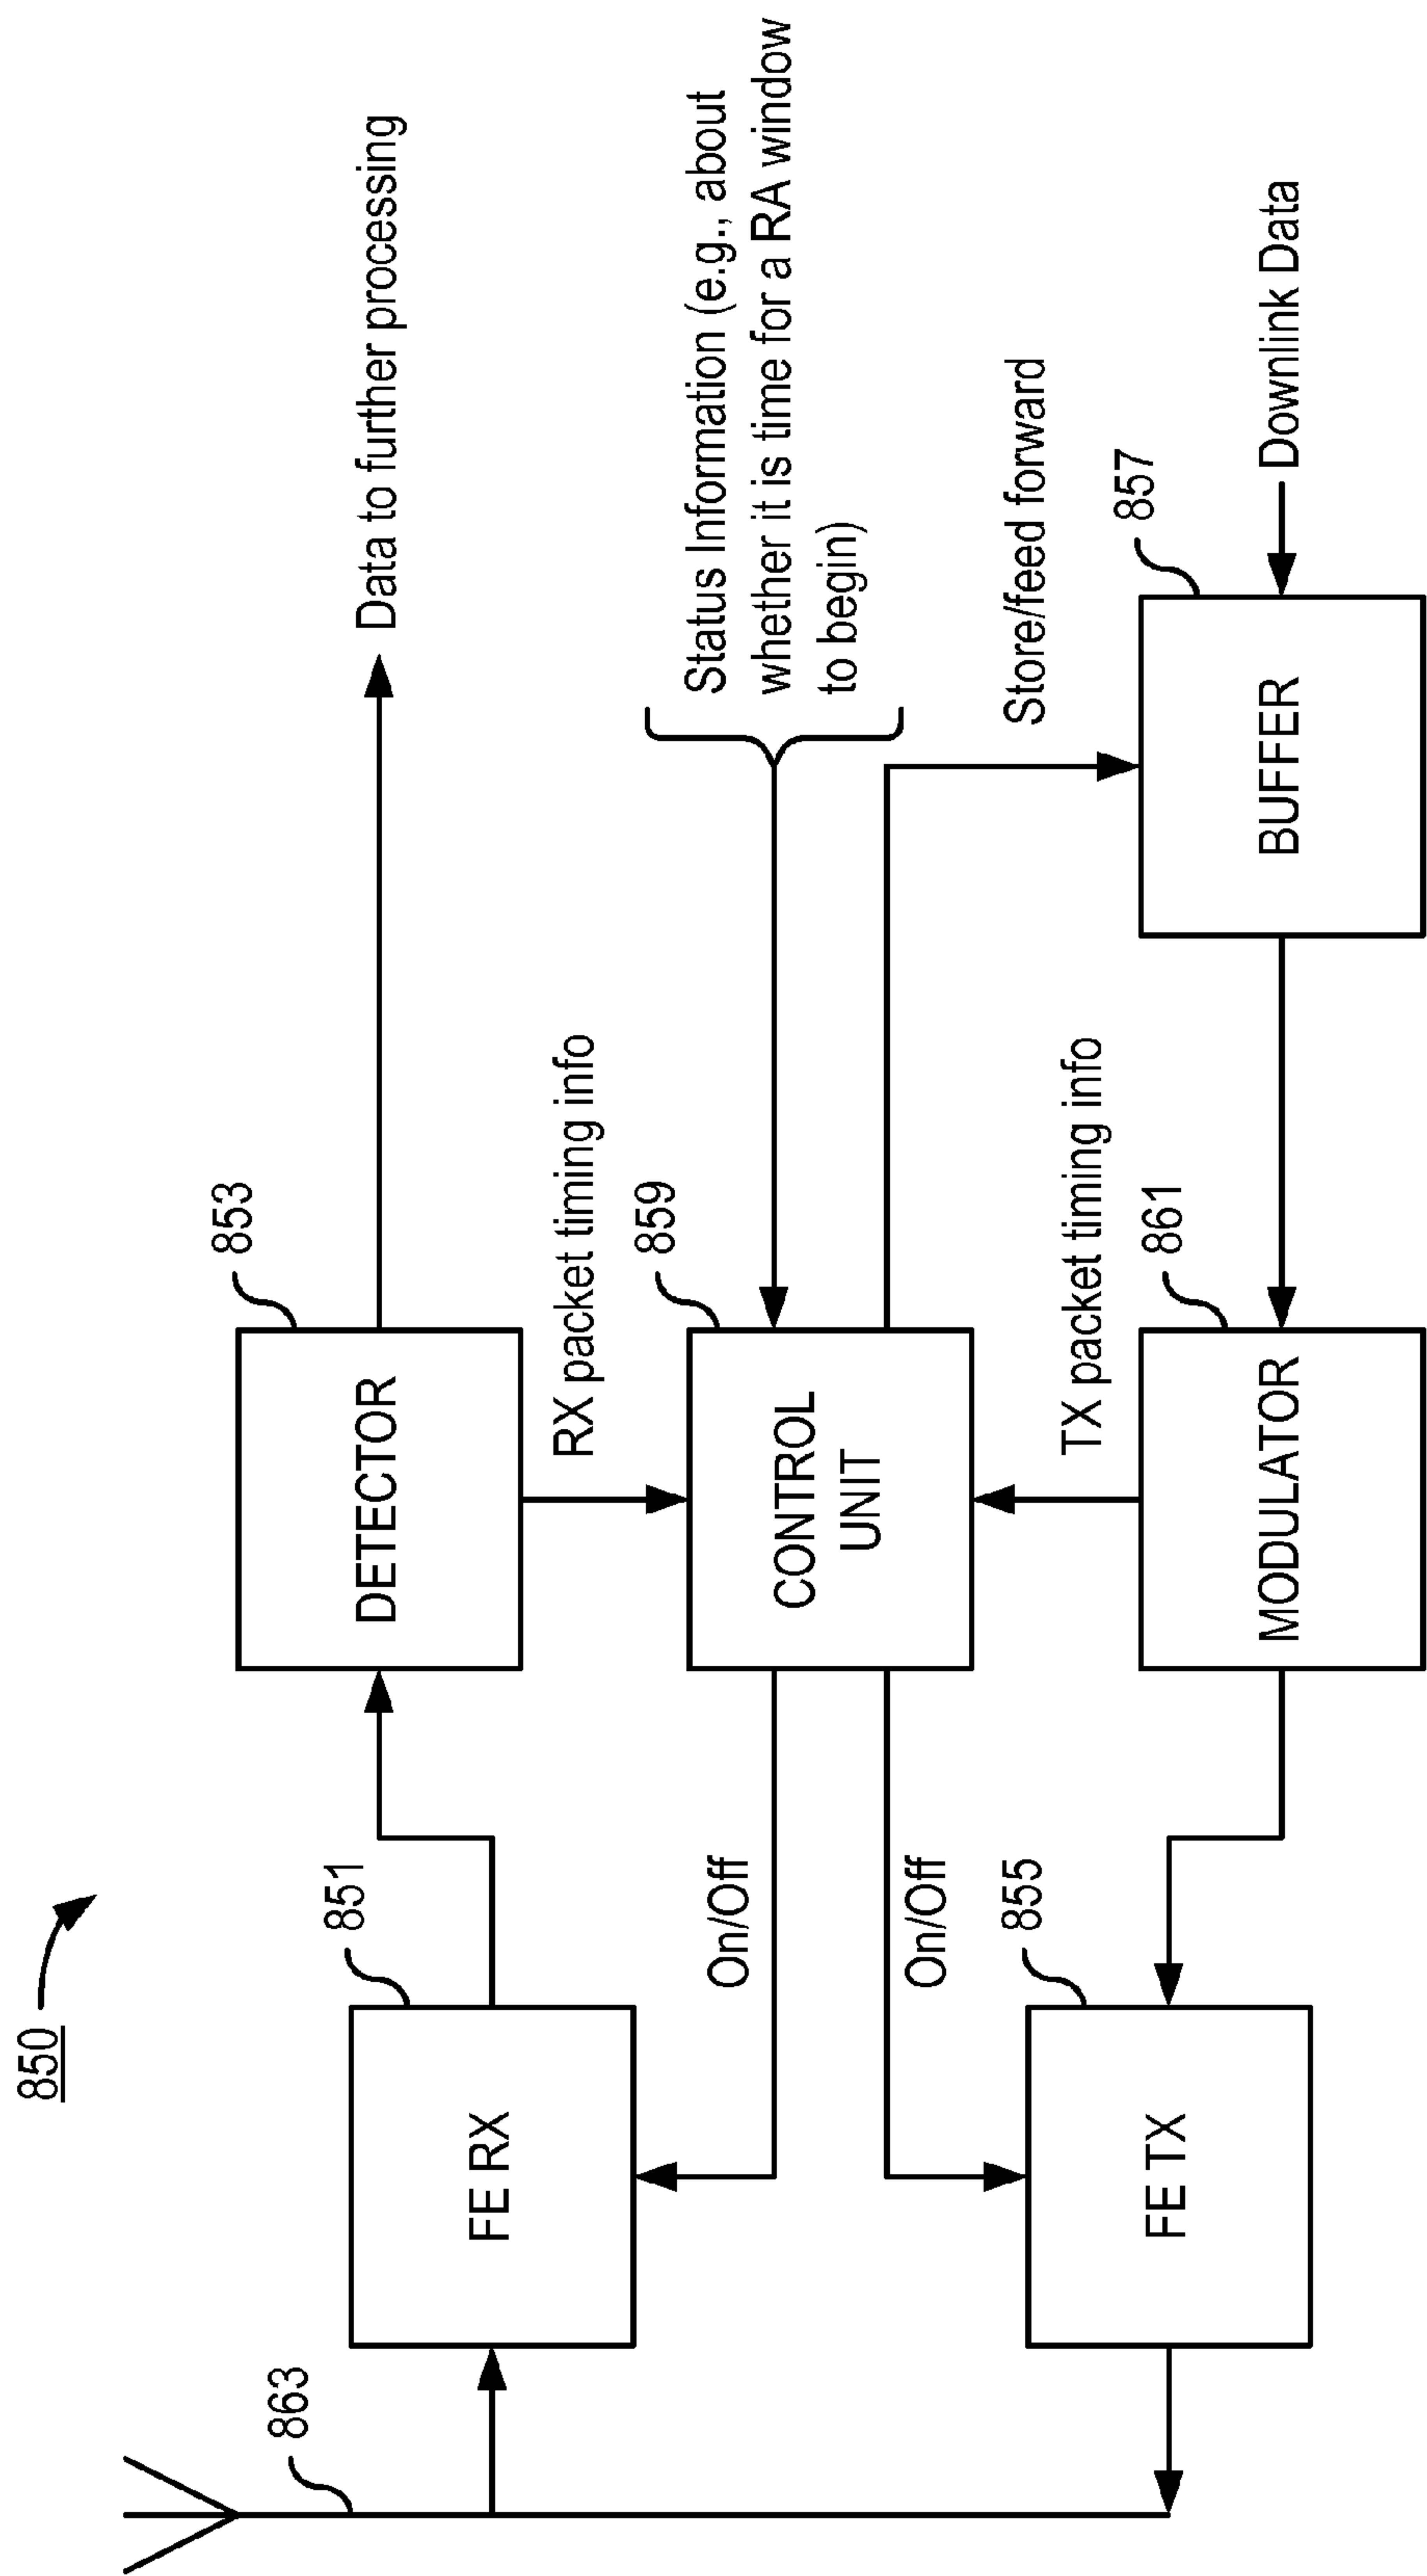 850
863
851
FE RX
853
DETECTOR
Data to further processing
RX packet timing info
On/Off
859
CONTROL
UNIT
Status Information (e.g., about
whether it is time for a RA window
to begin)
On/Off
Store/feed forward
855
FE TX
TX packet timing info
861
MODULATOR
857
BUFFER
Downlink Data